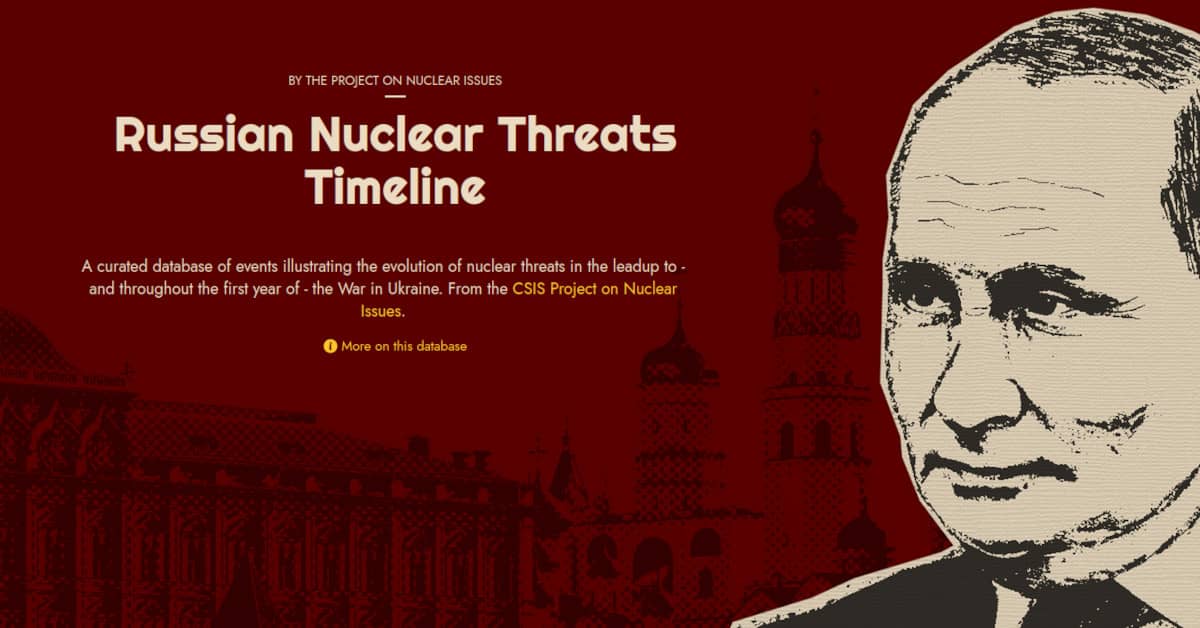 BY THE PROJECT ON NUCLEAR ISSUES
Russian Nuclear Threats
Timeline
A curated database of events illustrating the evolution of nuclear threats in the leadup to -
and throughout the first year of - the War in Ukraine. From the CSIS Project on Nuclear
Issues.
i More on this database